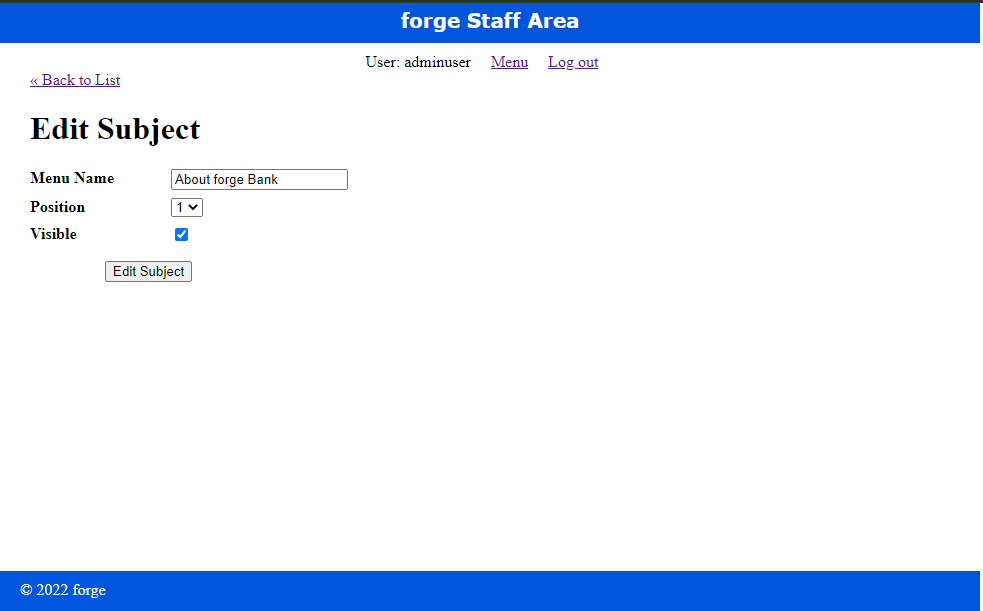 forge Staff Area
User: adminuser Menu Log out
« Back to List
Edit Subject
Menu Name About forge Bank
Position 1
Visible
Edit Subject
© 2022 forge